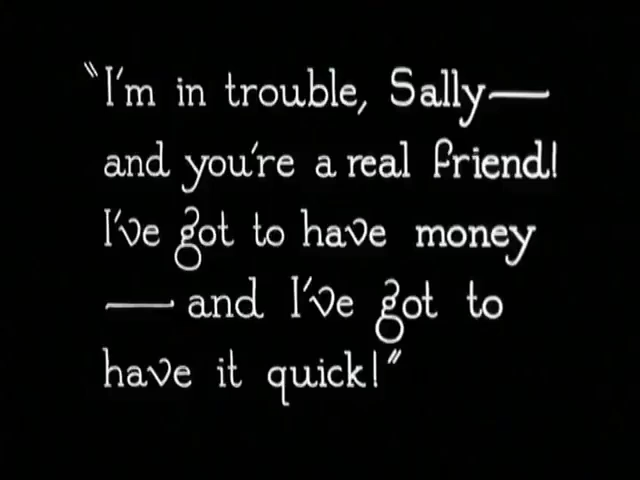 "I'm in trouble, Sally—
and you're a real friend!
I've got to have money
— and I've got to
have it quick!"